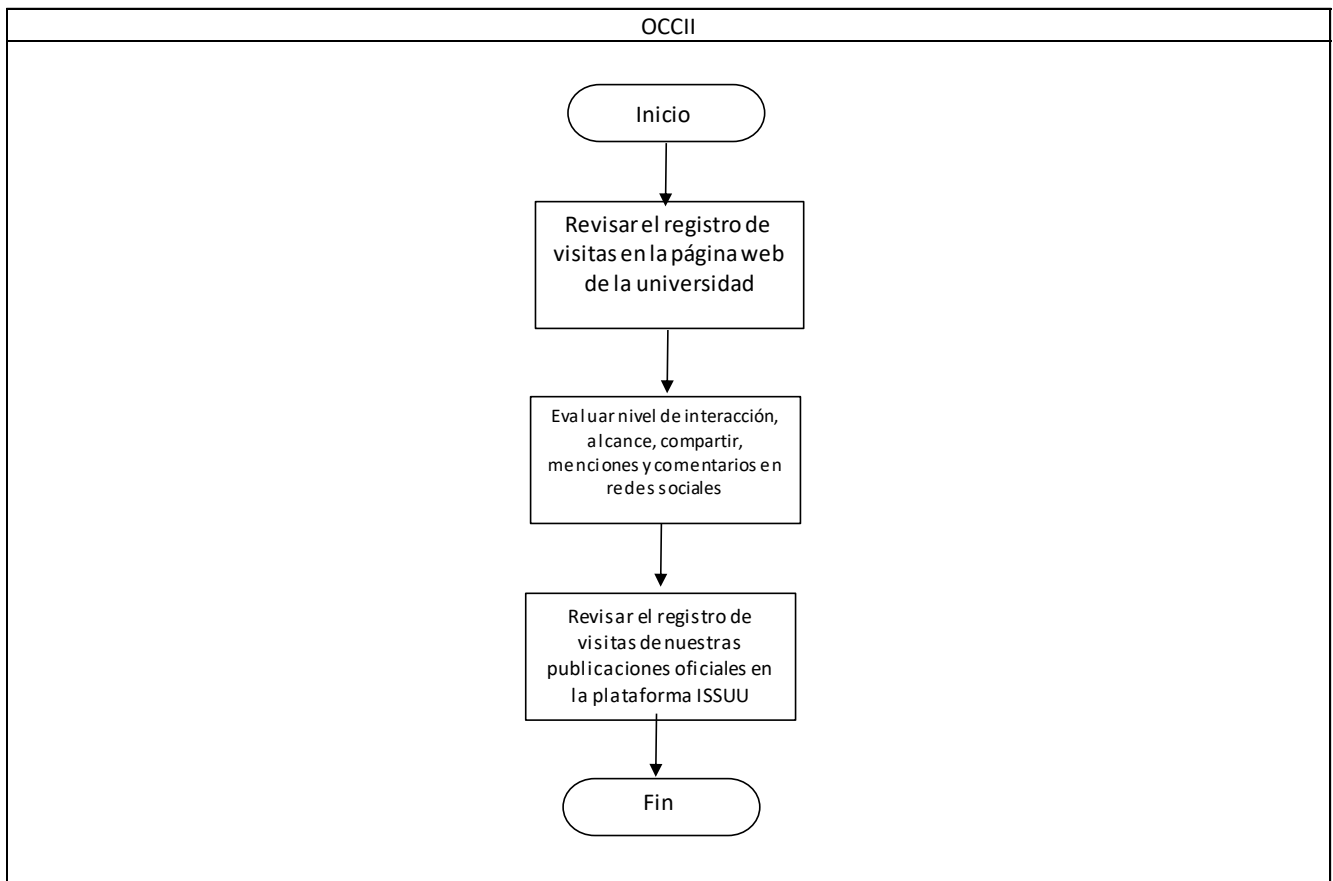 OCCII
Inicio
Revisar el registro de
visitas en la página web
de la universidad
Evaluar nivel de interacción,
alcance, compartir,
menciones y comentarios en
redes sociales
Revisar el registro de
visitas de nuestras
publicaciones oficiales en
la plataforma ISSUU
Fin